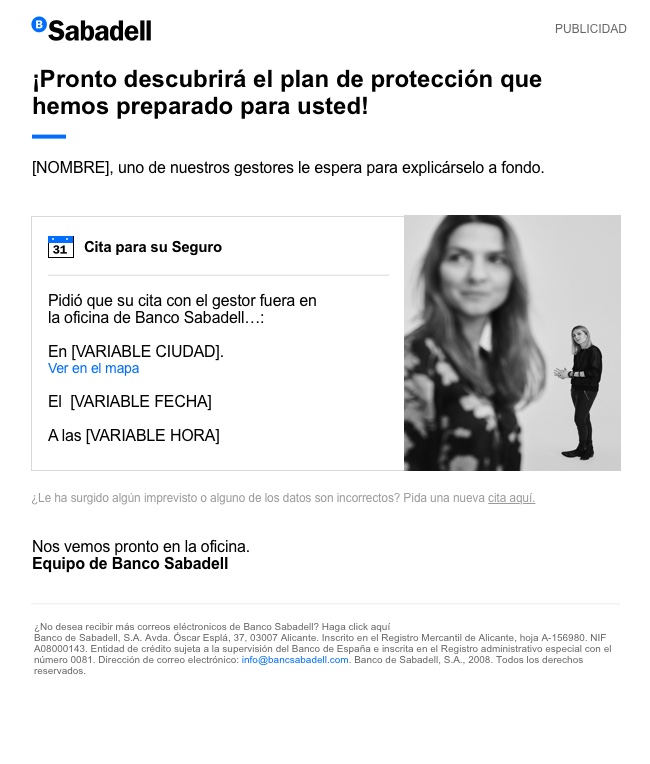 B Sabadell
PUBLICIDAD
¡Pronto descubrirá el plan de protección que
hemos preparado para usted!
[NOMBRE], uno de nuestros gestores le espera para explicárselo a fondo.
31 Cita para su Seguro
Pidió que su cita con el gestor fuera en
la oficina de Banco Sabadell…:
En [VARIABLE CIUDAD].
Ver en el mapa
El  [VARIABLE FECHA]
A las [VARIABLE HORA]
¿Le ha surgido algún imprevisto o alguno de los datos son incorrectos? Pida una nueva cita aquí.
Nos vemos pronto en la oficina.
Equipo de Banco Sabadell
¿No desea recibir más correos eléctronicos de Banco Sabadell? Haga click aquí
Banco de Sabadell, S.A. Avda. Óscar Esplá, 37, 03007 Alicante. Inscrito en el Registro Mercantil de Alicante, hoja A-156980. NIF
A08000143. Entidad de crédito sujeta a la supervisión del Banco de España e inscrita en el Registro administrativo especial con el
número 0081. Dirección de correo electrónico: info@bancsabadell.com. Banco de Sabadell, S.A., 2008. Todos los derechos
reservados.